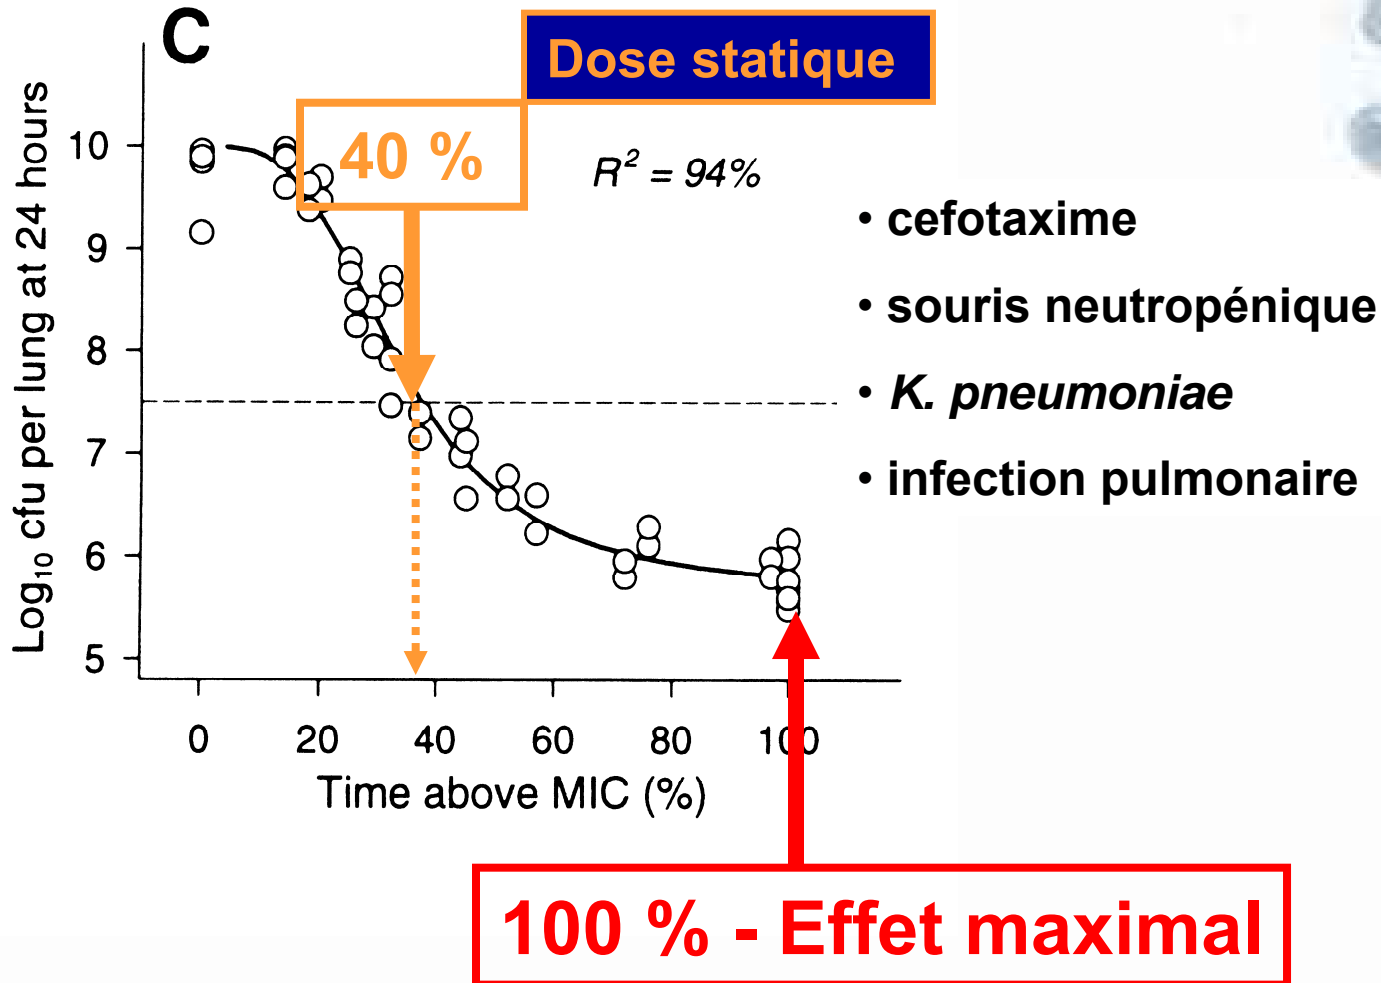 C
Dose statique
40 %
R² = 94%
Log₁₀ cfu per lung at 24 hours
10
9
8
7
6
5
0 20 40 60 80 100
Time above MIC (%)
• cefotaxime
• souris neutropénique
• K. pneumoniae
• infection pulmonaire
100 % - Effet maximal